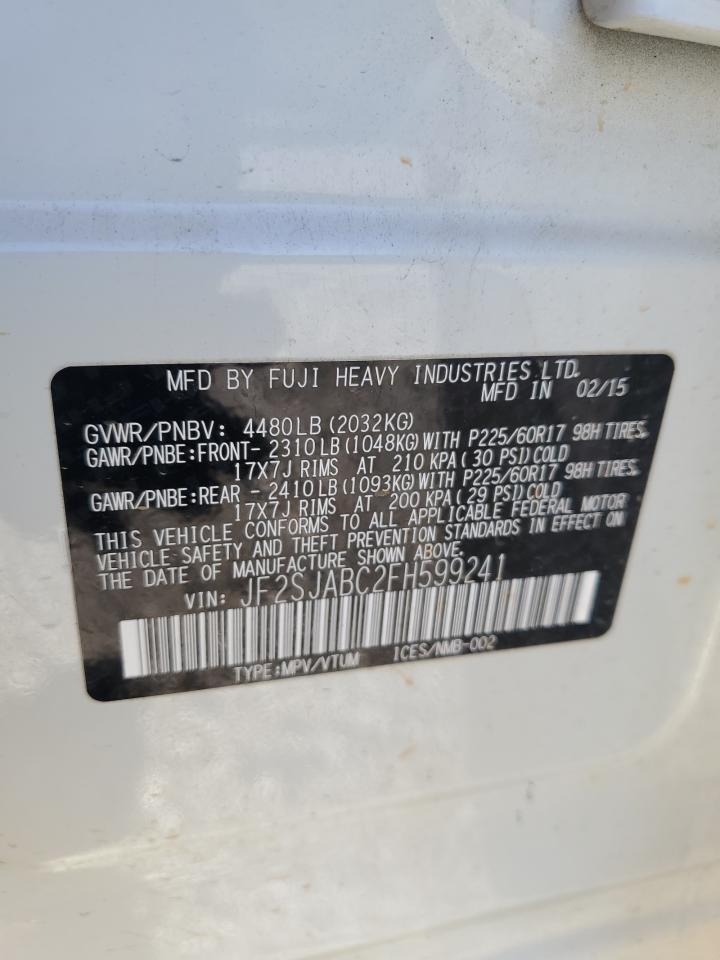 MFD BY FUJI HEAVY INDUSTRIES LTD.
MFD IN 02/15
GVWR/PNBV: 4480LB (2032KG)
GAWR/PNBE:FRONT- 2310LB(1048KG)WITH P225/60R17 98H TIRES,
17X7J RIMS AT 210 KPA(30 PSI)COLD
GAWR/PNBE:REAR - 2410LB(1093KG)WITH P225/60R17 98H TIRES,
17X7J RIMS AT 200 KPA(29 PSI)COLD
THIS VEHICLE CONFORMS TO ALL APPLICABLE FEDERAL MOTOR
VEHICLE SAFETY AND THEFT PREVENTION STANDARDS IN EFFECT ON
THE DATE OF MANUFACTURE SHOWN ABOVE.
VIN: JF2SJABC2FH599241
TYPE:MPV/VTUM ICES/NMB-002